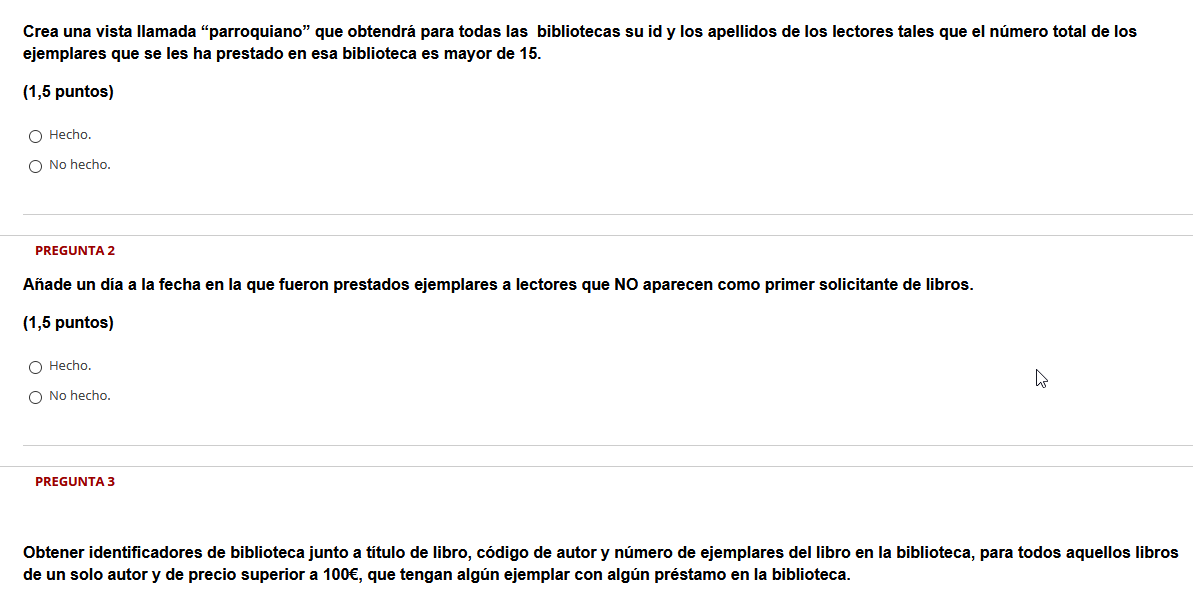 Crea una vista llamada “parroquiano” que obtendrá para todas las bibliotecas su id y los apellidos de los lectores tales que el número total de los
ejemplares que se les ha prestado en esa biblioteca es mayor de 15.
(1,5 puntos)
Hecho.
No hecho.
PREGUNTA 2
Añade un día a la fecha en la que fueron prestados ejemplares a lectores que NO aparecen como primer solicitante de libros.
(1,5 puntos)
Hecho.
No hecho.
PREGUNTA 3
Obtener identificadores de biblioteca junto a título de libro, código de autor y número de ejemplares del libro en la biblioteca, para todos aquellos libros
de un solo autor y de precio superior a 100€, que tengan algún ejemplar con algún préstamo en la biblioteca.